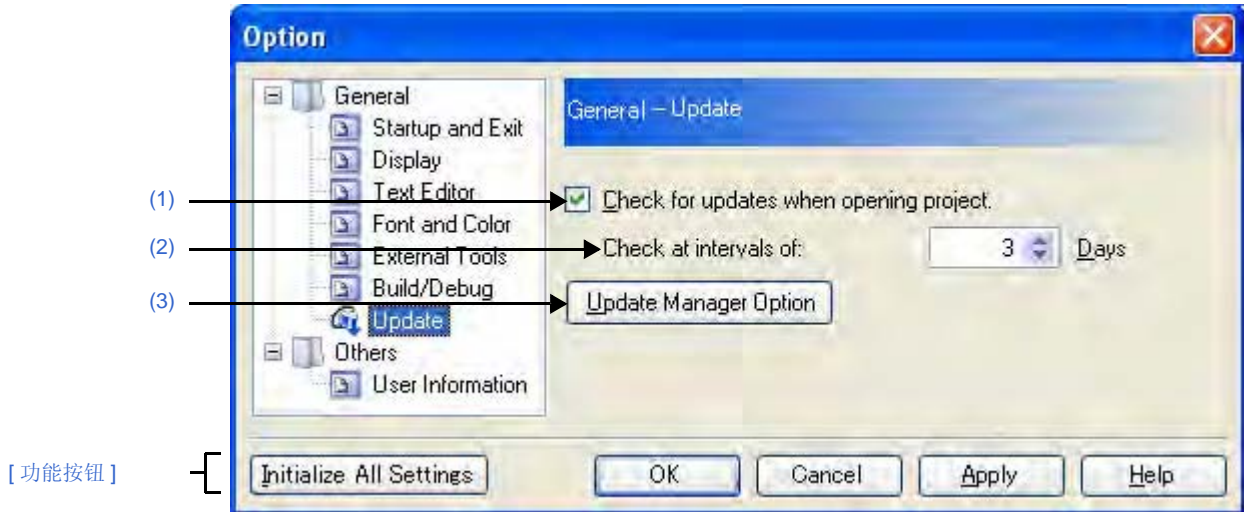 Option
General
Startup and Exit
Display
Text Editor
Font and Color
External Tools
Build/Debug
Update
Others
User Information
General – Update
(1)
Check for updates when opening project.
(2)
Check at intervals of: 3 Days
(3)
Update Manager Option
[ 功能按钮 ]
Initialize All Settings OK Cancel Apply Help